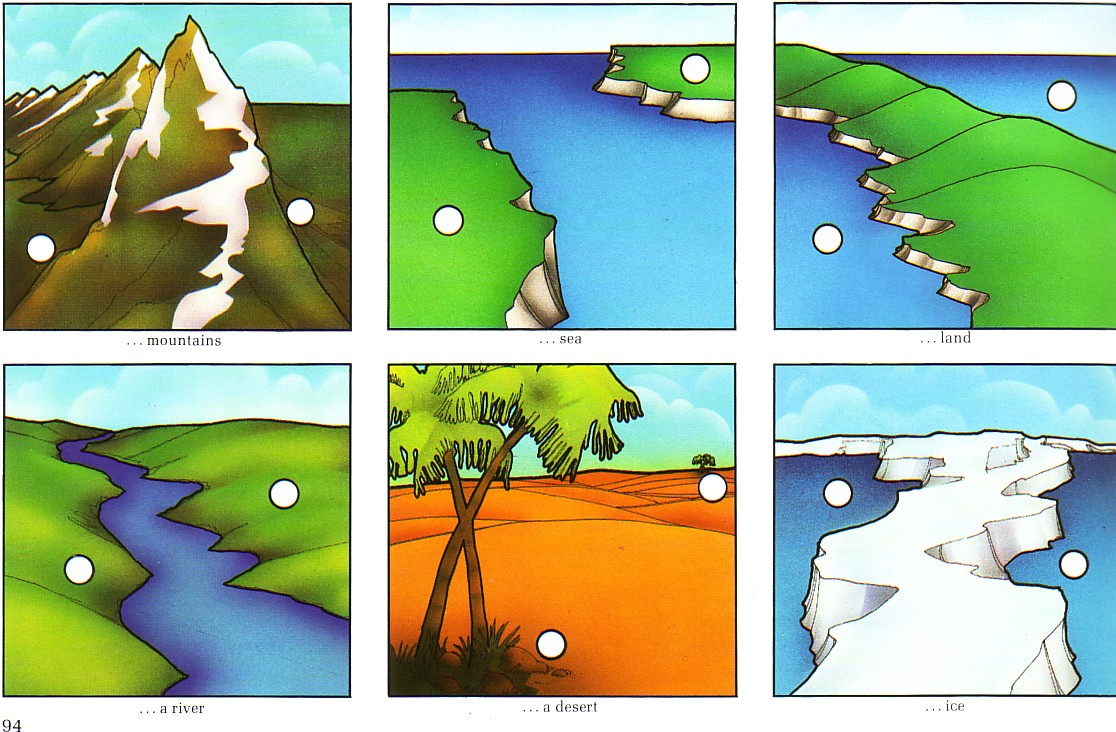 ... mountains
... sea
... land
... a river
... a desert
... ice
94